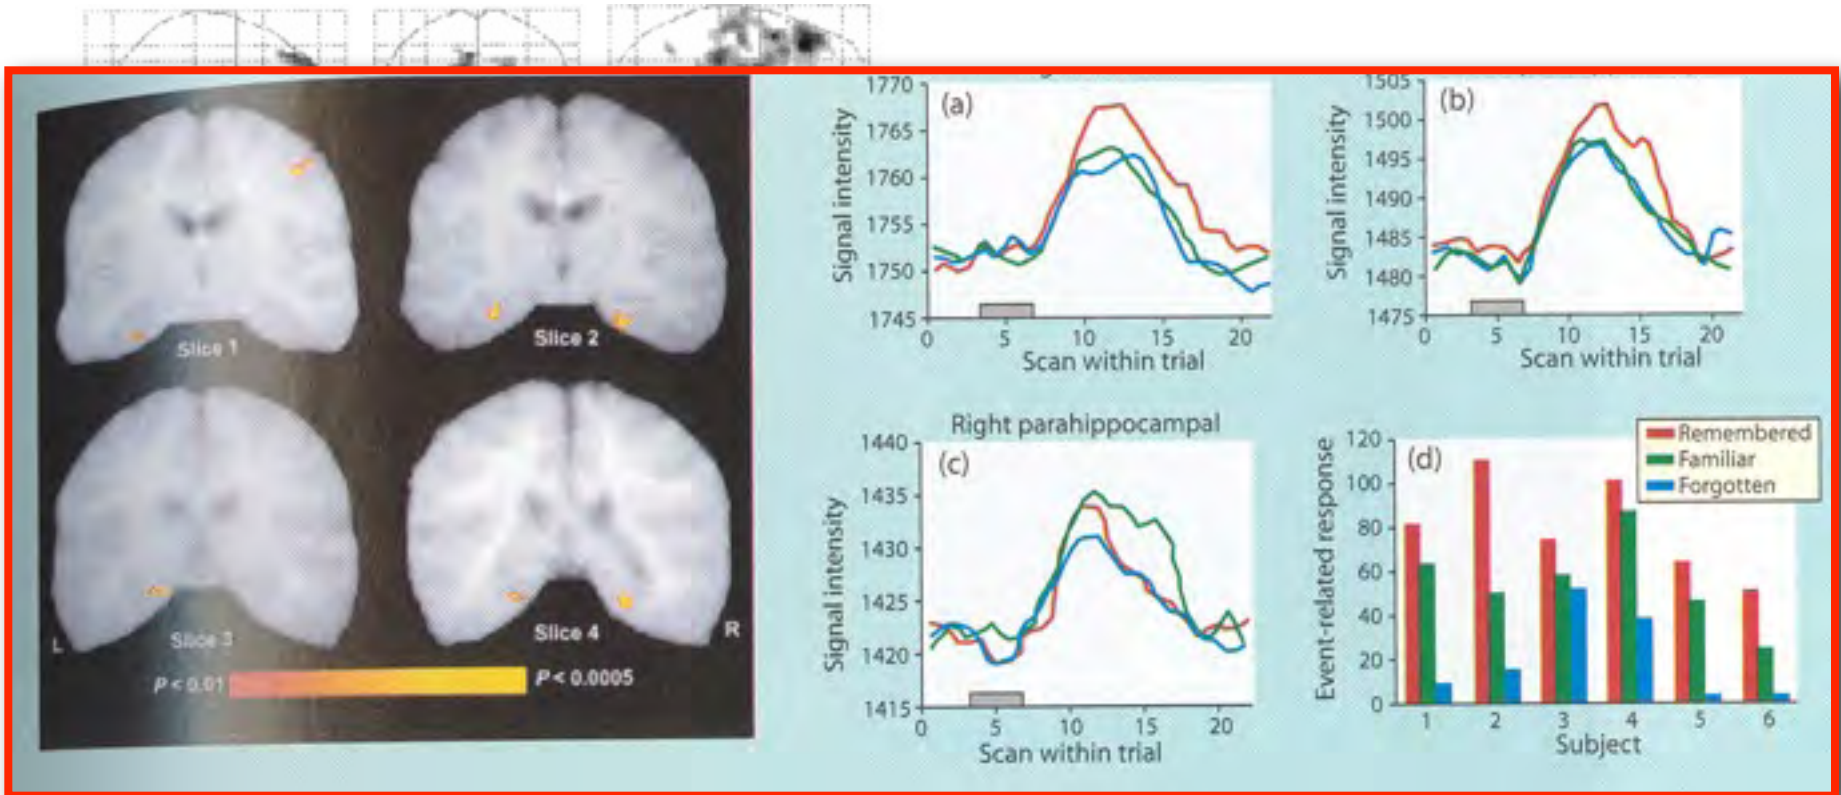 Slice 1
Slice 2
Slice 3
Slice 4
L
R
P < 0.01
P < 0.0005
(a)
Signal intensity
1770
1765
1760
1755
1750
1745
0 5 10 15 20
Scan within trial
(b)
Signal intensity
1505
1500
1495
1490
1485
1480
1475
0 5 10 15 20
Scan within trial
Right parahippocampal
(c)
Signal intensity
1440
1435
1430
1425
1420
1415
0 5 10 15 20
Scan within trial
(d)
Remembered
Familiar
Forgotten
Event-related response
120
100
80
60
40
20
0
1 2 3 4 5 6
Subject